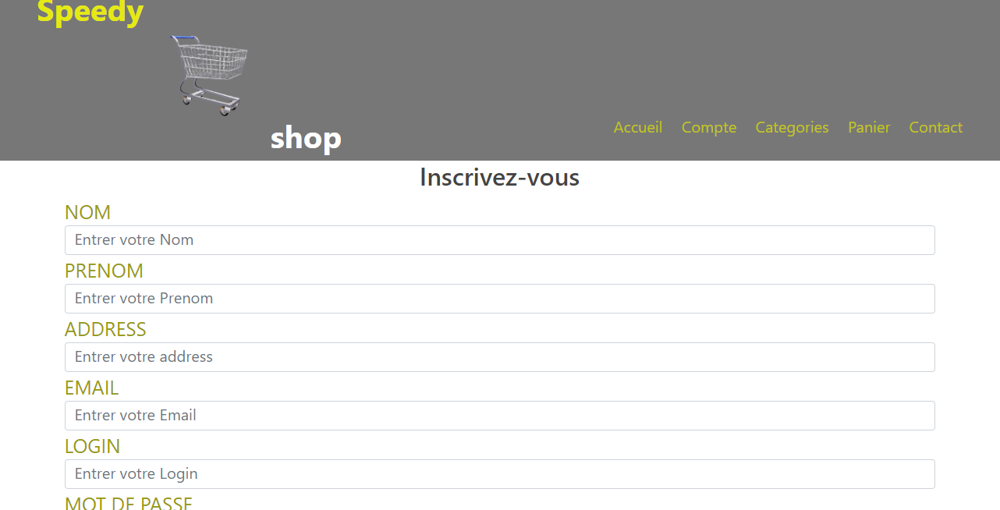 Speedy
shop
Accueil Compte Categories Panier Contact
Inscrivez-vous
NOM
Entrer votre Nom
PRENOM
Entrer votre Prenom
ADDRESS
Entrer votre address
EMAIL
Entrer votre Email
LOGIN
Entrer votre Login
MOT DE PASSE